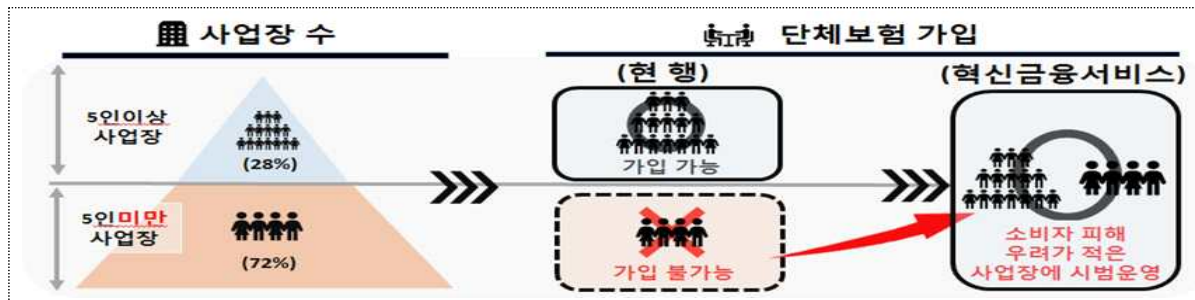 사업장 수
단체보험 가입
(현 행)
(혁신금융서비스)
5인이상
사업장
(28%)
가입 가능
5인미만
사업장
(72%)
가입 불가능
소비자 피해
우려가 적은
사업장에 시범운영